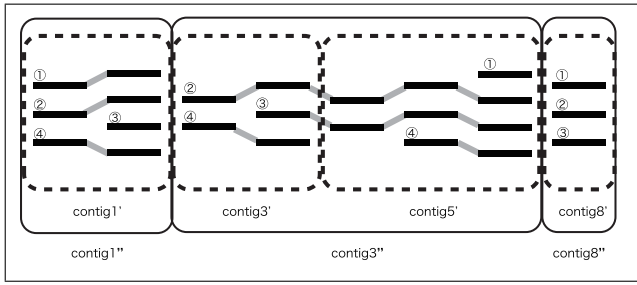 ① ② ③ ④
② ④ ③
① ④
① ② ③
contig1' contig3' contig5' contig8'
contig1" contig3" contig8"